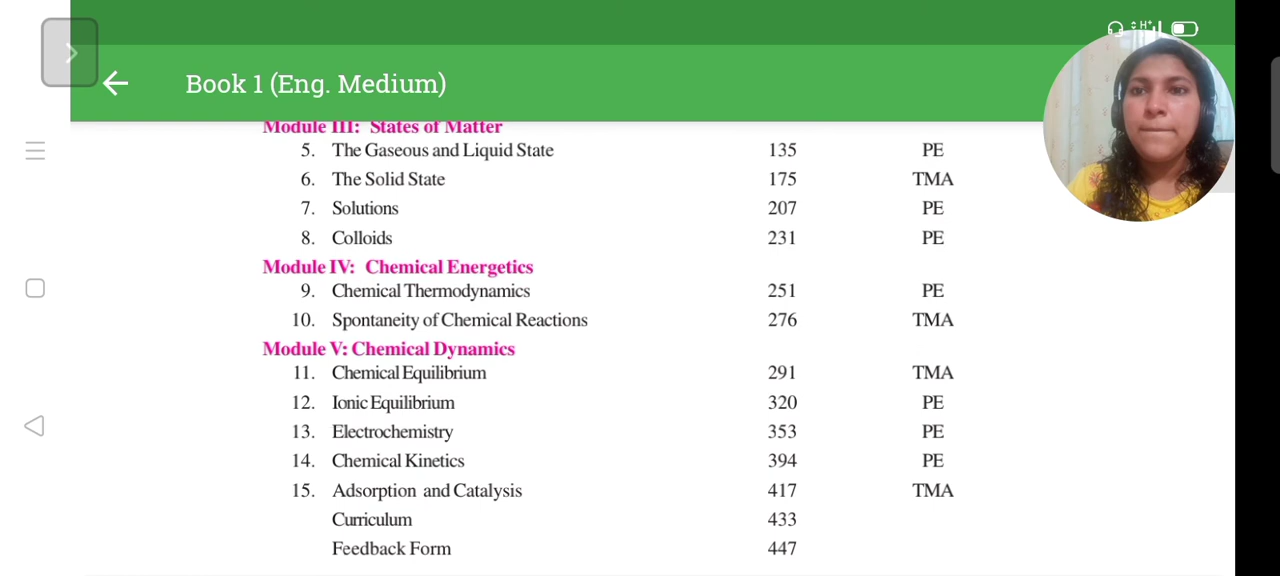 H+
Book 1 (Eng. Medium)
Module III: States of Matter
5. The Gaseous and Liquid State 135 PE
6. The Solid State 175 TMA
7. Solutions 207 PE
8. Colloids 231 PE
Module IV: Chemical Energetics
9. Chemical Thermodynamics 251 PE
10. Spontaneity of Chemical Reactions 276 TMA
Module V: Chemical Dynamics
11. Chemical Equilibrium 291 TMA
12. Ionic Equilibrium 320 PE
13. Electrochemistry 353 PE
14. Chemical Kinetics 394 PE
15. Adsorption and Catalysis 417 TMA
Curriculum 433
Feedback Form 447